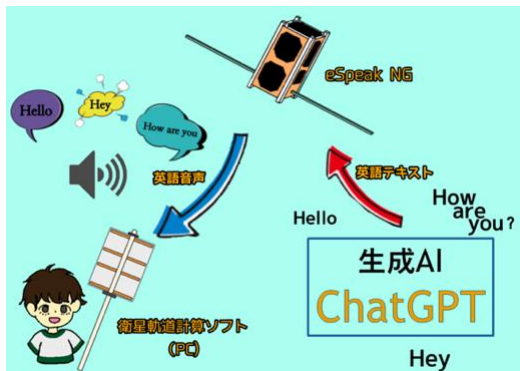 eSpeak NG
Hello
Hey
How are you
英語音声
英語テキスト
Hello
How
are
you?
生成AI
ChatGPT
Hey
衛星軌道計算ソフト
(PC)